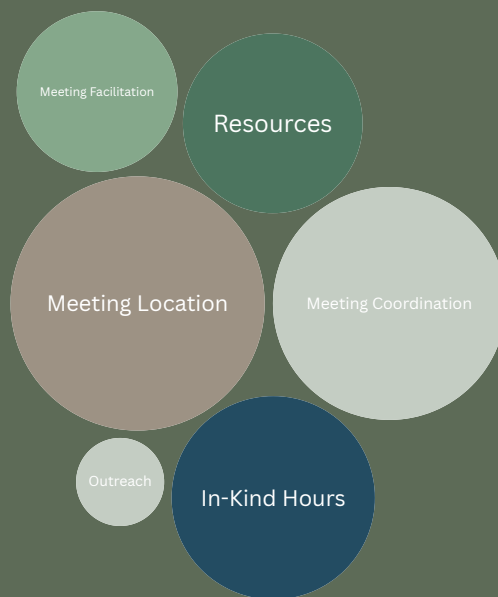 Meeting Facilitation
Resources
Meeting Location
Meeting Coordination
Outreach
In-Kind Hours